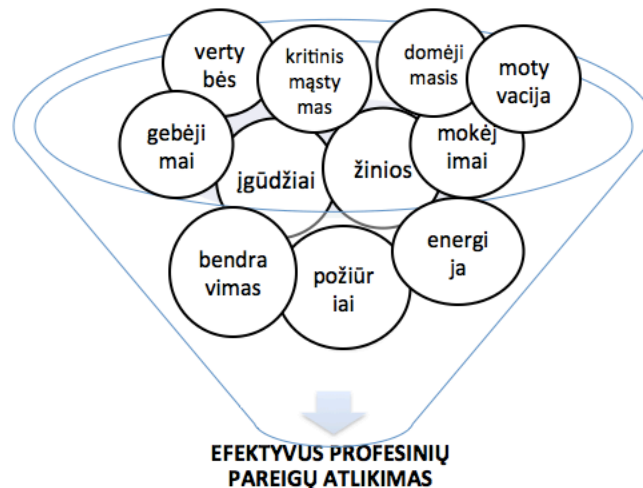 verty
bės
kritinis
mąsty
mas
domėji
masis
moty
vacija
gebėji
mai
įgūdžiai
žinios
mokėj
imai
bendra
vimas
požiūr
iai
energi
ja
EFEKTYVUS PROFESINIŲ
PAREIGŲ ATLIKIMAS